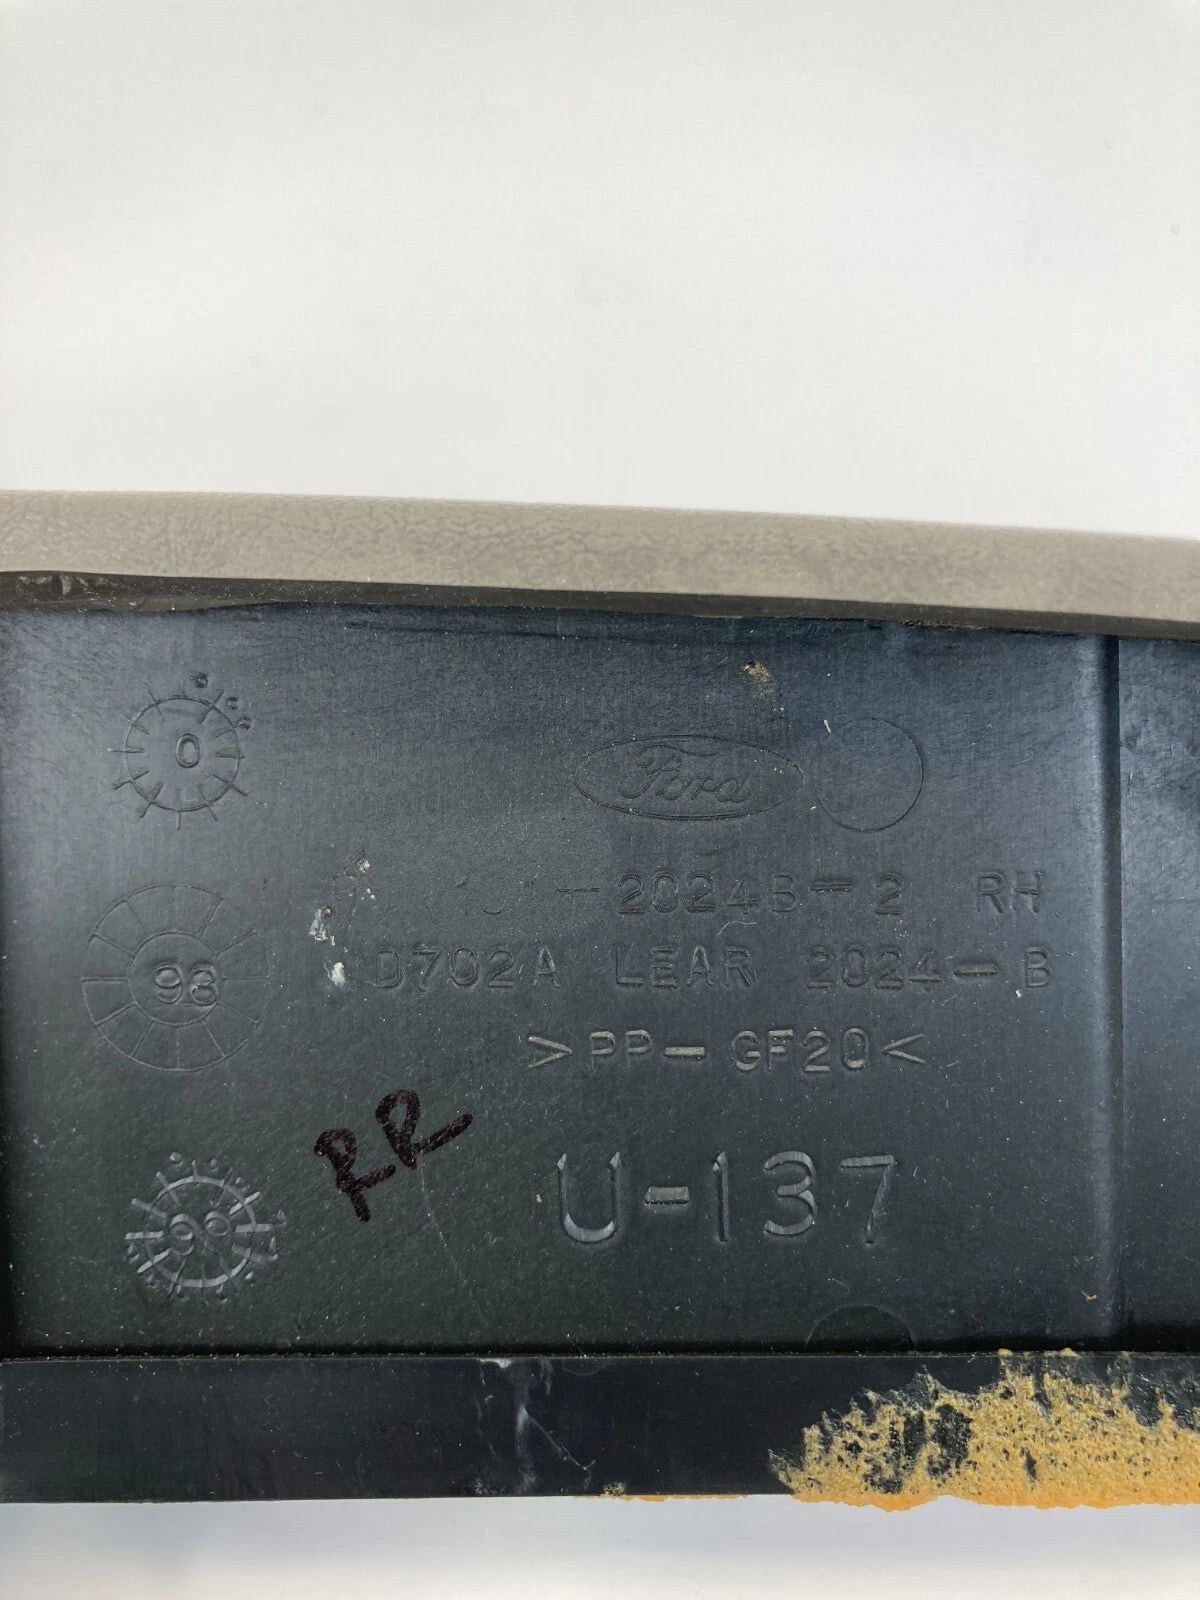 0
Ford
-2024B-2 RH
D702A LEAR 2024-B
98
>PP-GF20<
RR
U-137